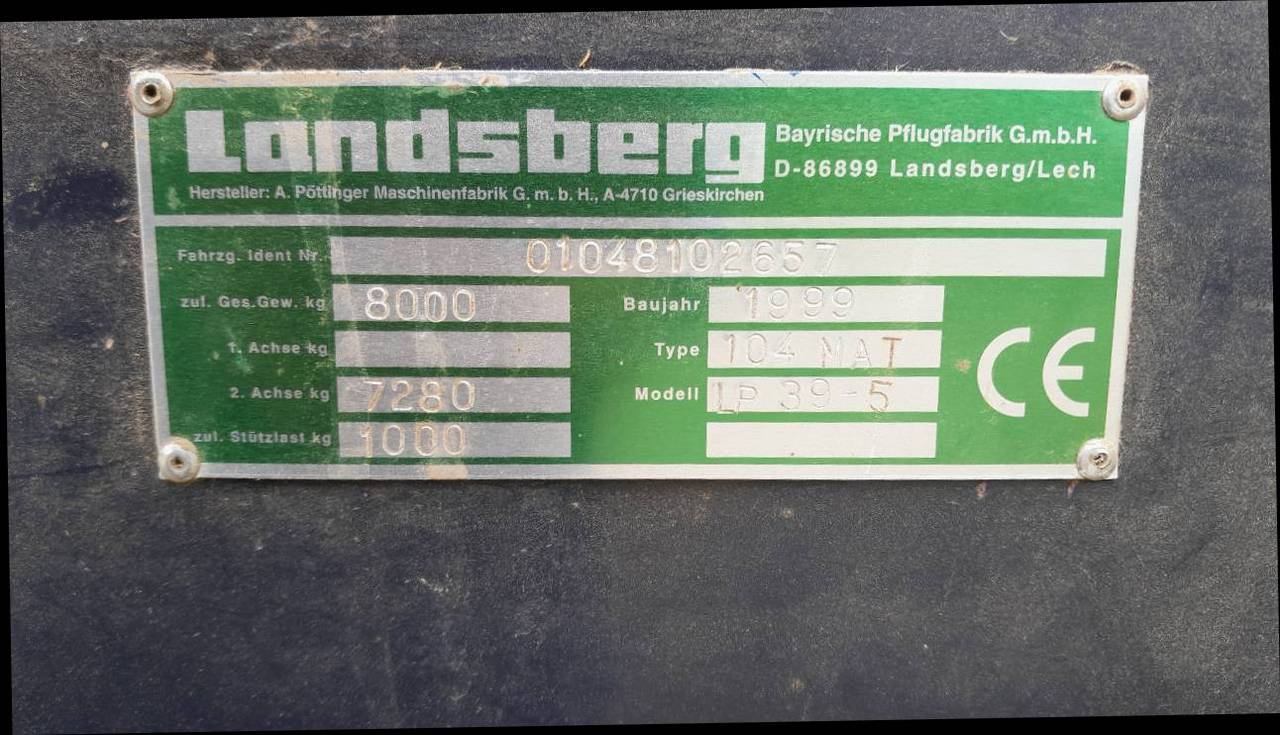 Landsberg
Bayrische Pflugfabrik G.m.b.H.
D-86899 Landsberg/Lech
Hersteller: A. Pöttinger Maschinenfabrik G. m. b. H., A-4710 Grieskirchen
Fahrzg. Ident Nr. 01048102657
zul. Ges.Gew. kg 8000 Baujahr 1999
1. Achse kg Type 104 MAT
2. Achse kg 7280 Modell LP 39-5
zul. Stützlast kg 1000
CE